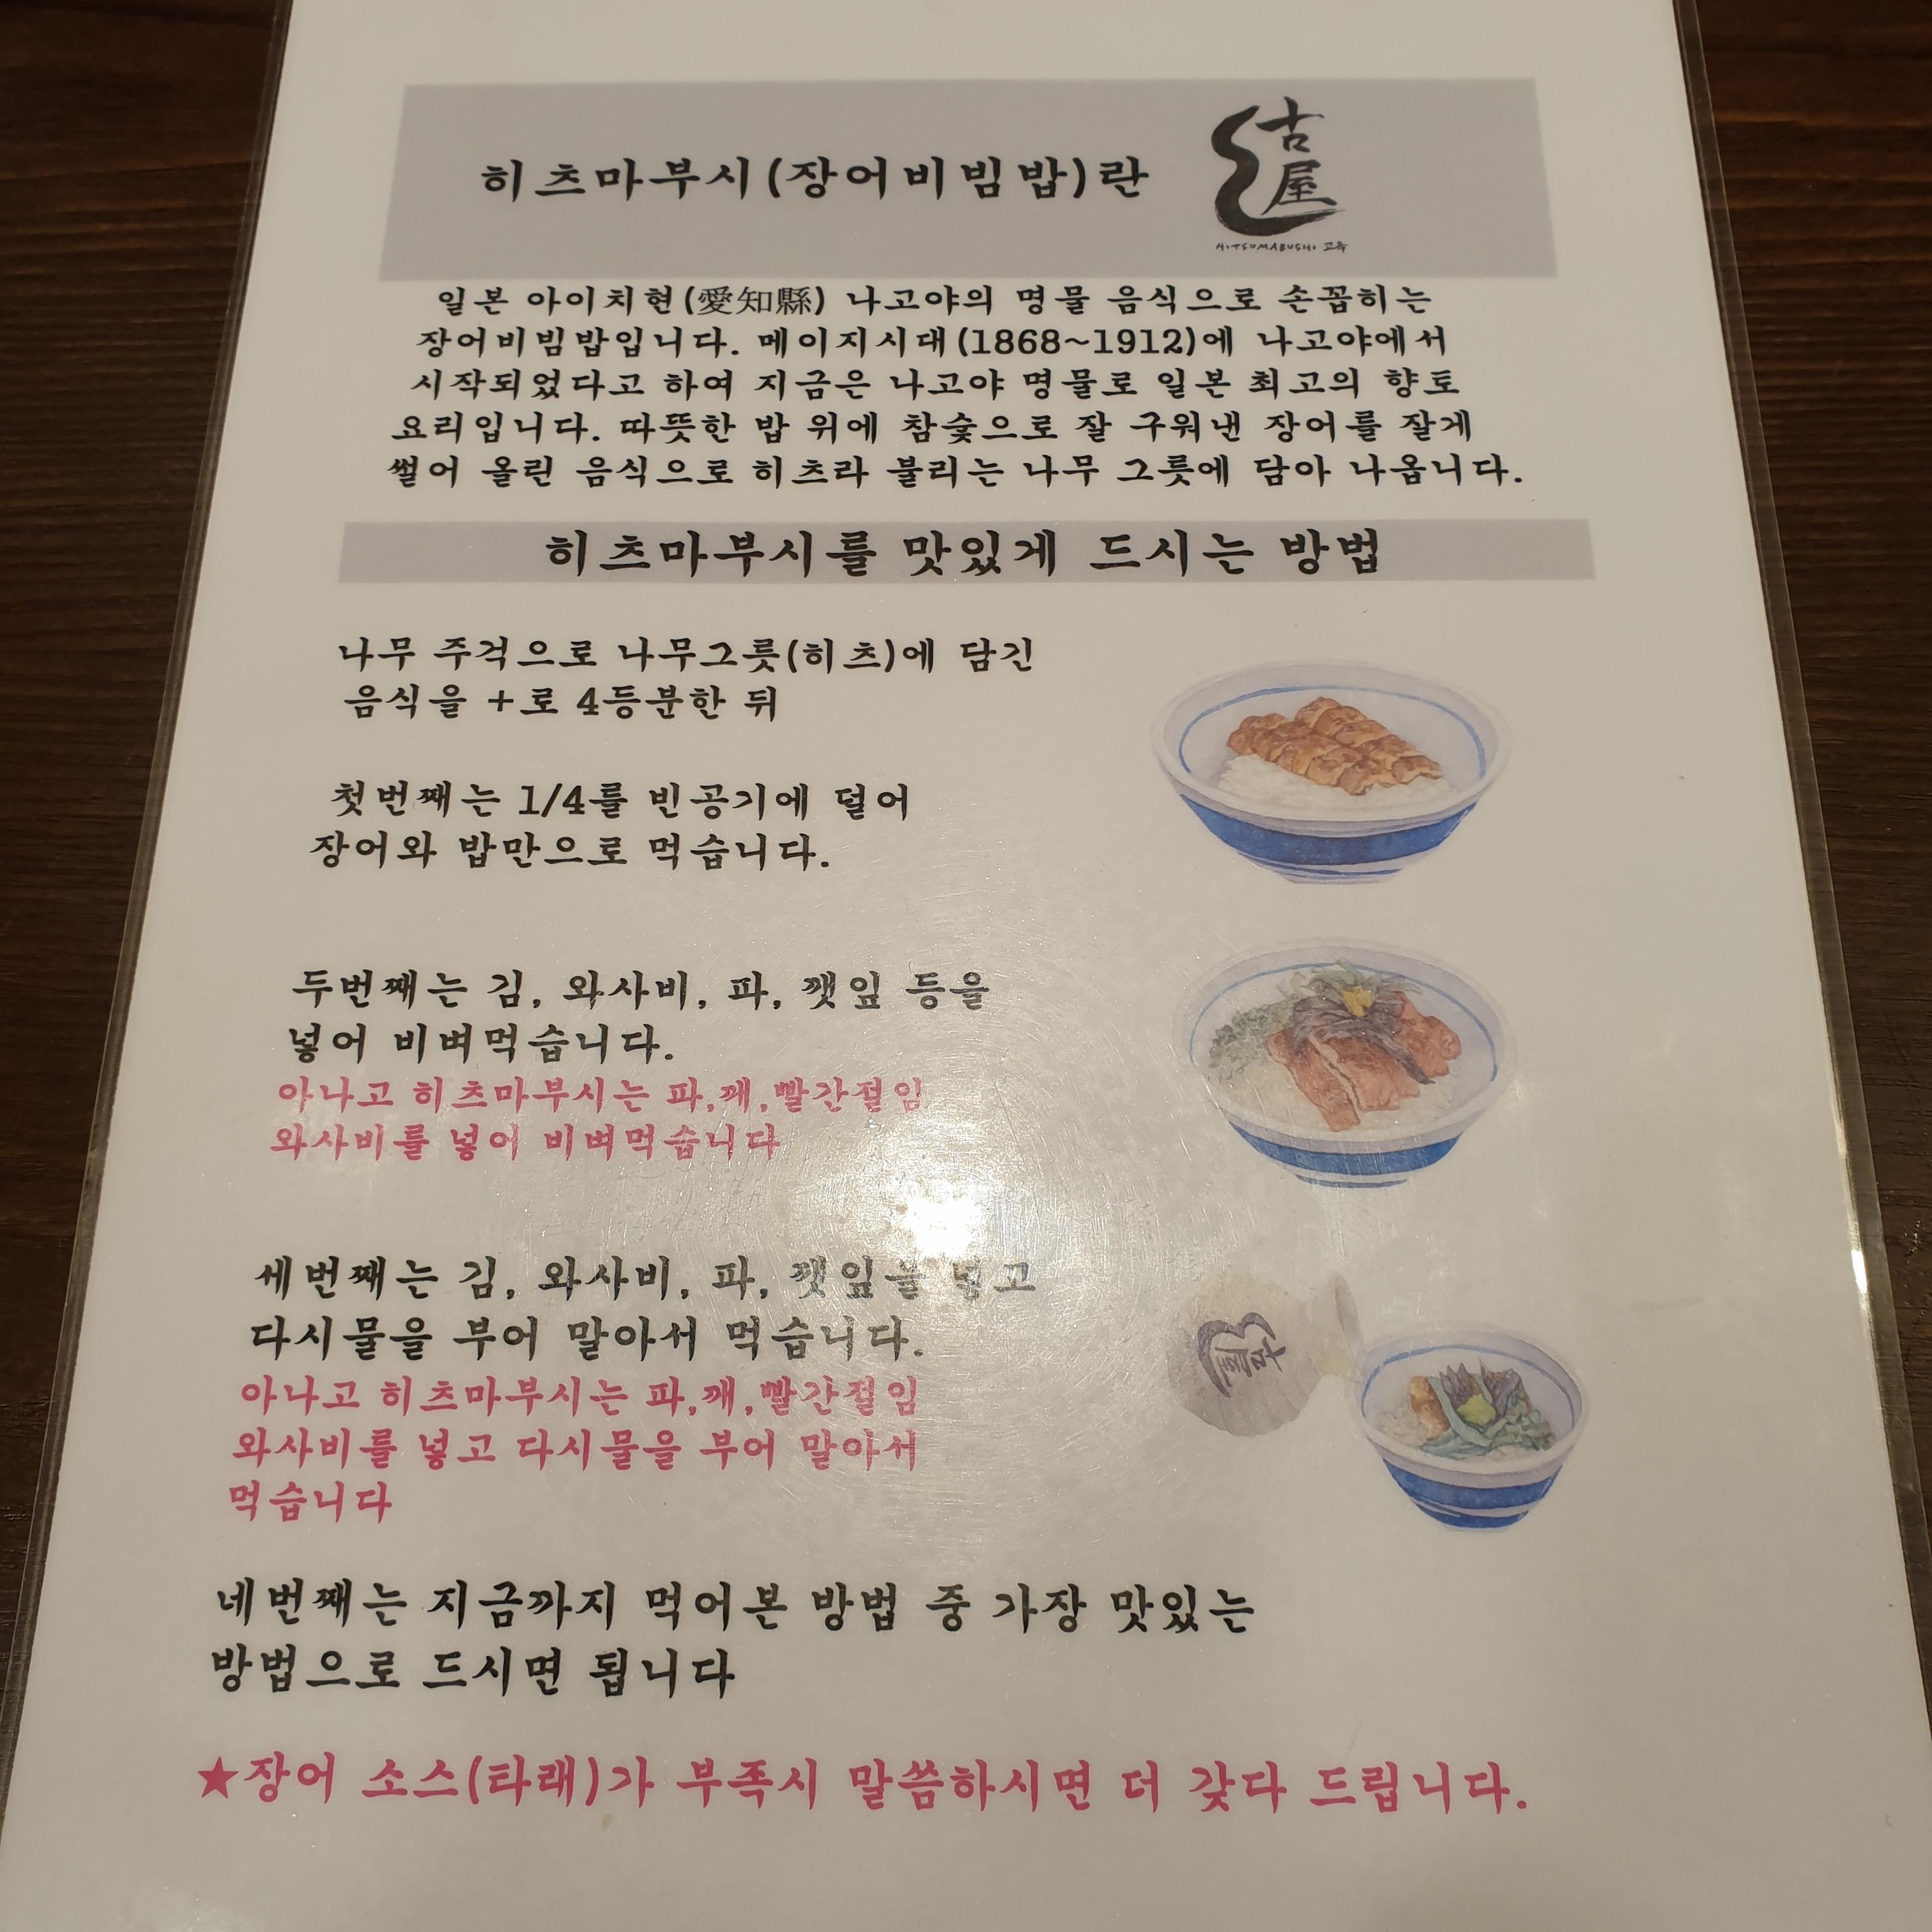 히츠마부시(장어비빔밥)란
古屋
HITSUMABUSHI 고옥
일본 아이치현(愛知縣) 나고야의 명물 음식으로 손꼽히는
장어비빔밥입니다. 메이지시대(1868~1912)에 나고야에서
시작되었다고 하여 지금은 나고야 명물로 일본 최고의 향토
요리입니다. 따뜻한 밥 위에 참숯으로 잘 구워낸 장어를 잘게
썰어 올린 음식으로 히츠라 불리는 나무 그릇에 담아 나옵니다.
히츠마부시를 맛있게 드시는 방법
나무 주걱으로 나무그릇(히츠)에 담긴
음식을 +로 4등분한 뒤
첫번째는 1/4를 빈공기에 덜어
장어와 밥만으로 먹습니다.
두번째는 김, 와사비, 파, 깻잎 등을
넣어 비벼먹습니다.
아나고 히츠마부시는 파,깨,빨간절임
와사비를 넣어 비벼먹습니다
세번째는 김, 와사비, 파, 깻잎을 넣고
다시물을 부어 말아서 먹습니다.
아나고 히츠마부시는 파,깨,빨간절임
와사비를 넣고 다시물을 부어 말아서
먹습니다
네번째는 지금까지 먹어본 방법 중 가장 맛있는
방법으로 드시면 됩니다
★장어 소스(타래)가 부족시 말씀하시면 더 갖다 드립니다.